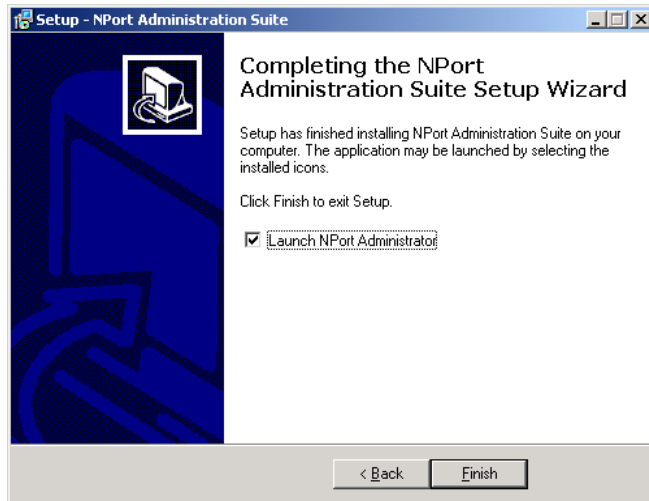 Setup - NPort Administration Suite
Completing the NPort
Administration Suite Setup Wizard
Setup has finished installing NPort Administration Suite on your
computer. The application may be launched by selecting the
installed icons.
Click Finish to exit Setup.
Launch NPort Administrator
< Back
Finish